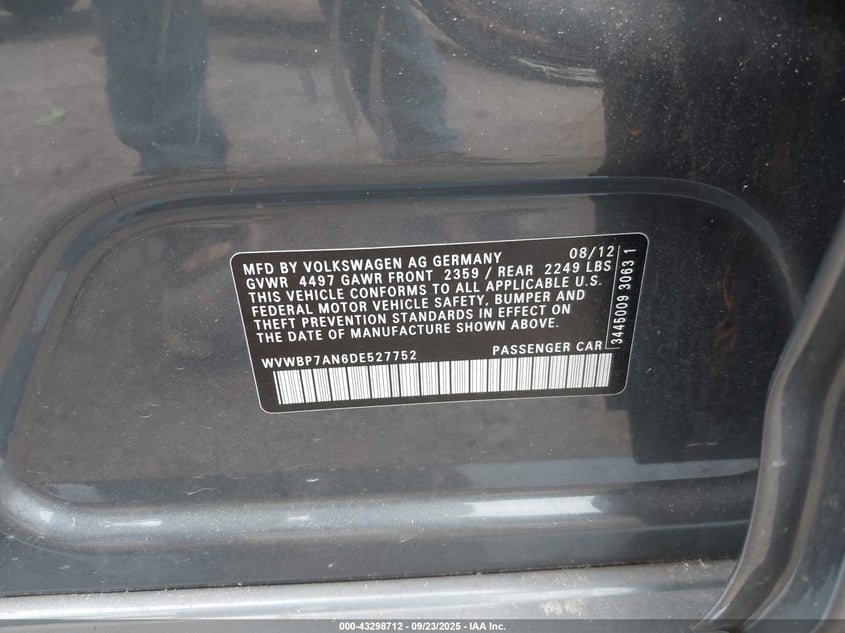 MFD BY VOLKSWAGEN AG GERMANY 08/12
GVWR 4497 GAWR FRONT 2359 / REAR 2249 LBS
THIS VEHICLE CONFORMS TO ALL APPLICABLE U.S.
FEDERAL MOTOR VEHICLE SAFETY, BUMPER AND
THEFT PREVENTION STANDARDS IN EFFECT ON
THE DATE OF MANUFACTURE SHOWN ABOVE.
WVWBP7AN6DE527752 PASSENGER CAR
3445009 3063 1
000-43298712 - 09/23/2025 - IAA Inc.